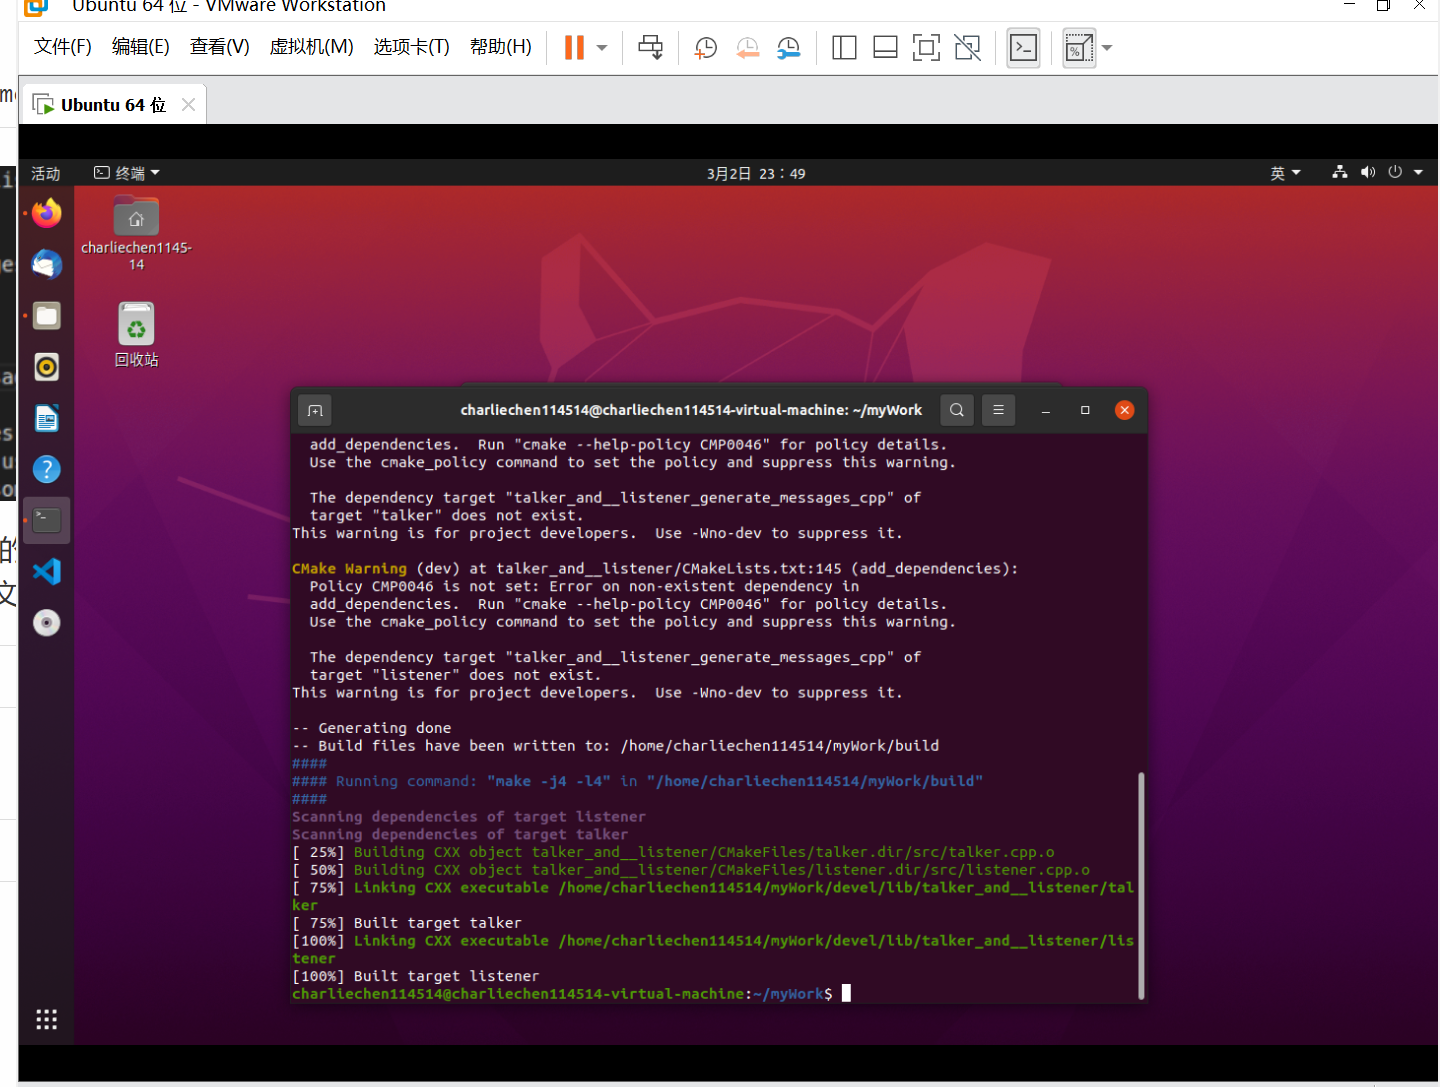 Ubuntu 64 位 - VMware Workstation
文件(F) 编辑(E) 查看(V) 虚拟机(M) 选项卡(T) 帮助(H)
Ubuntu 64 位
活动 终端 3月2日 23：49 英
charliechen1145-
14
回收站
charliechen114514@charliechen114514-virtual-machine: ~/myWork
add_dependencies.  Run "cmake --help-policy CMP0046" for policy details.
Use the cmake_policy command to set the policy and suppress this warning.
The dependency target "talker_and__listener_generate_messages_cpp" of
target "talker" does not exist.
This warning is for project developers.  Use -Wno-dev to suppress it.
CMake Warning (dev) at talker_and__listener/CMakeLists.txt:145 (add_dependencies):
Policy CMP0046 is not set: Error on non-existent dependency in
add_dependencies.  Run "cmake --help-policy CMP0046" for policy details.
Use the cmake_policy command to set the policy and suppress this warning.
The dependency target "talker_and__listener_generate_messages_cpp" of
target "listener" does not exist.
This warning is for project developers.  Use -Wno-dev to suppress it.
-- Generating done
-- Build files have been written to: /home/charliechen114514/myWork/build
####
#### Running command: "make -j4 -l4" in "/home/charliechen114514/myWork/build"
####
Scanning dependencies of target listener
Scanning dependencies of target talker
[ 25%] Building CXX object talker_and__listener/CMakeFiles/talker.dir/src/talker.cpp.o
[ 50%] Building CXX object talker_and__listener/CMakeFiles/listener.dir/src/listener.cpp.o
[ 75%] Linking CXX executable /home/charliechen114514/myWork/devel/lib/talker_and__listener/tal
ker
[ 75%] Built target talker
[100%] Linking CXX executable /home/charliechen114514/myWork/devel/lib/talker_and__listener/lis
tener
[100%] Built target listener
charliechen114514@charliechen114514-virtual-machine:~/myWork$